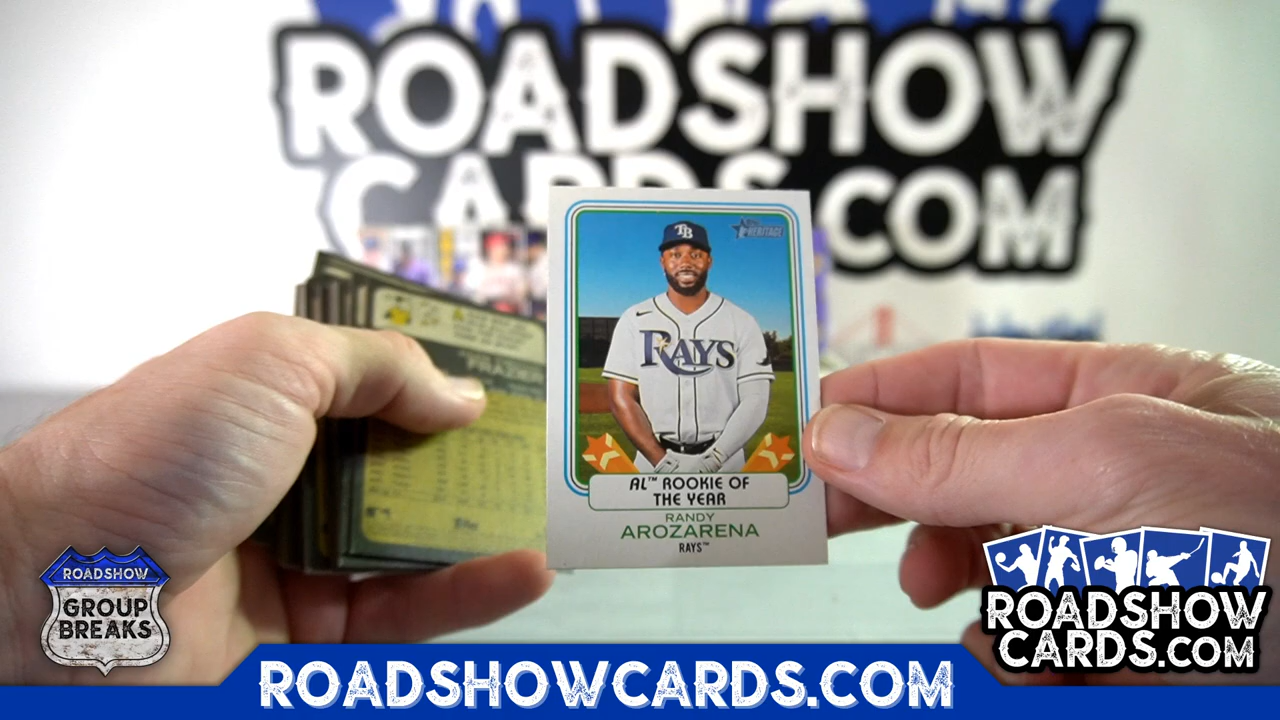 ROADSHOW
CARDS.COM
TB
HERITAGE
RAYS
AL™ ROOKIE OF
THE YEAR
RANDY
AROZARENA
RAYS™
ROADSHOW
GROUP
BREAKS
ROADSHOWCARDS.COM
ROADSHOW
CARDS.COM